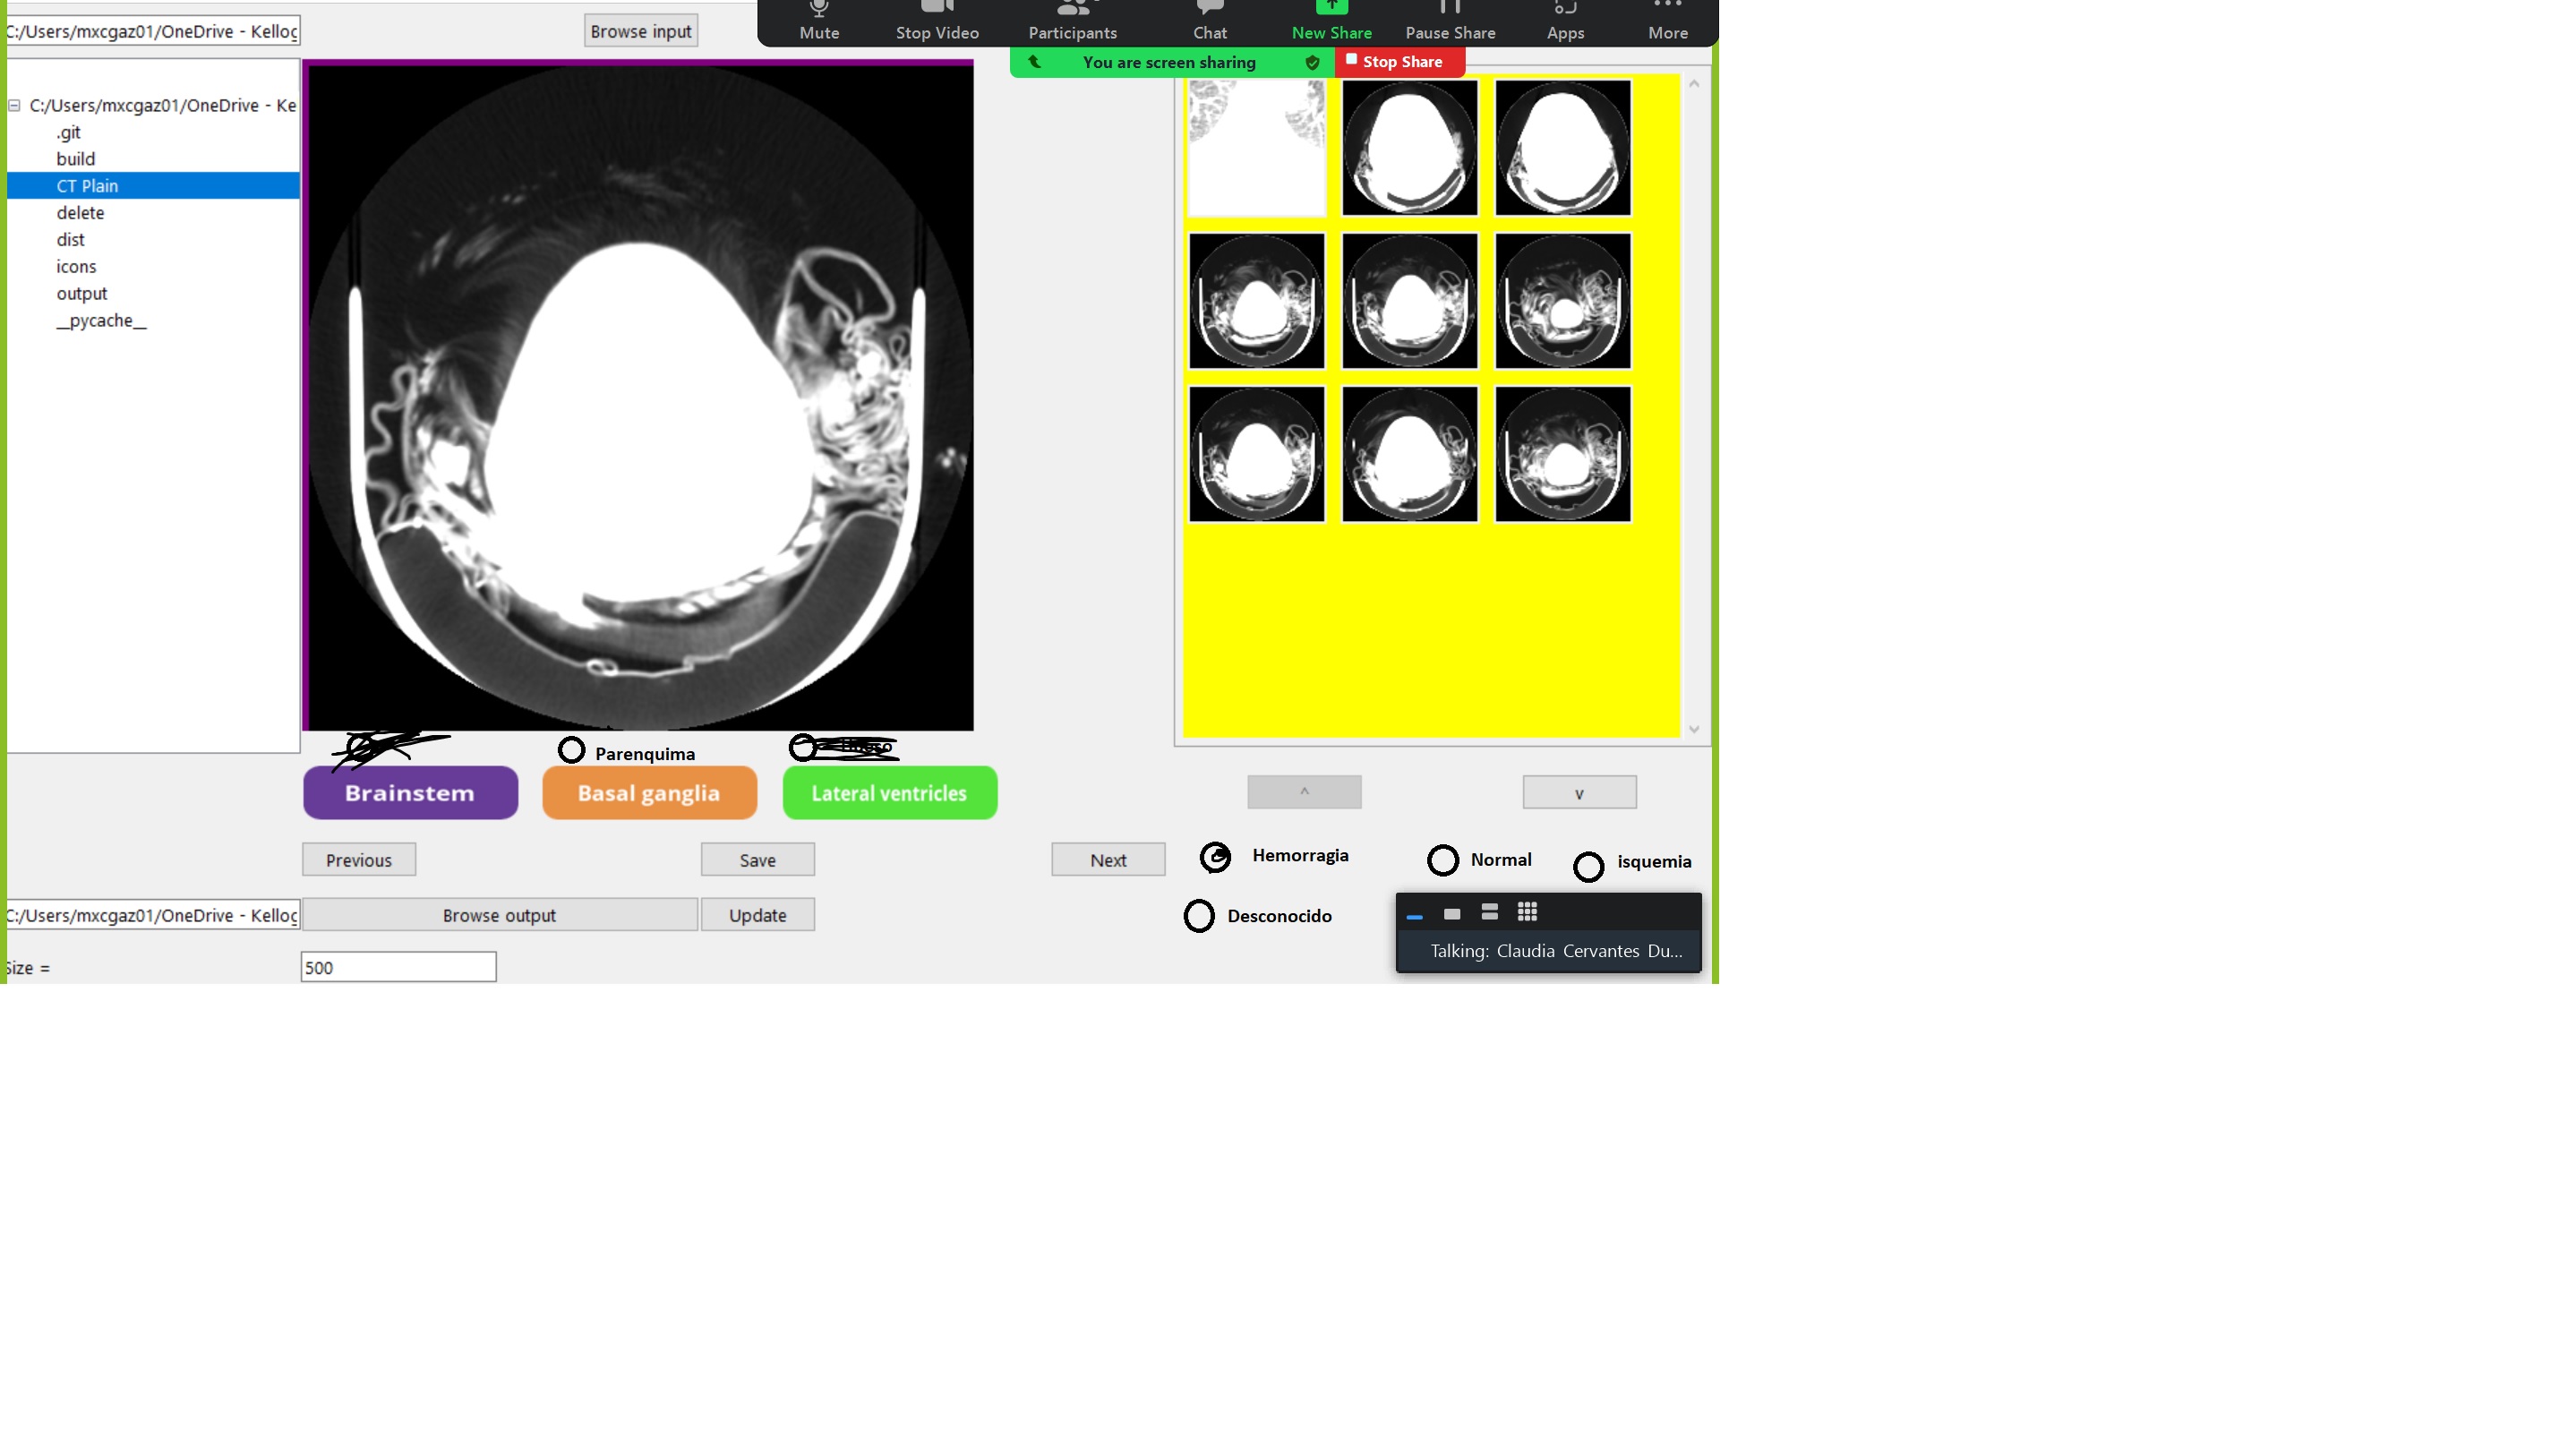 Mute Stop Video Participants Chat New Share Pause Share Apps More
C:/Users/mxcgaz01/OneDrive - Kellog
Browse input
You are screen sharing
Stop Share
C:/Users/mxcgaz01/OneDrive - Ke
.git
build
CT Plain
delete
dist
icons
output
__pycache__
Parenquima
Brainstem
Basal ganglia
Lateral ventricles
^
v
Previous
Save
Next
Hemorragia
Normal
isquemia
C:/Users/mxcgaz01/OneDrive - Kellog
Browse output
Update
Desconocido
Talking: Claudia Cervantes Du...
Size =
500